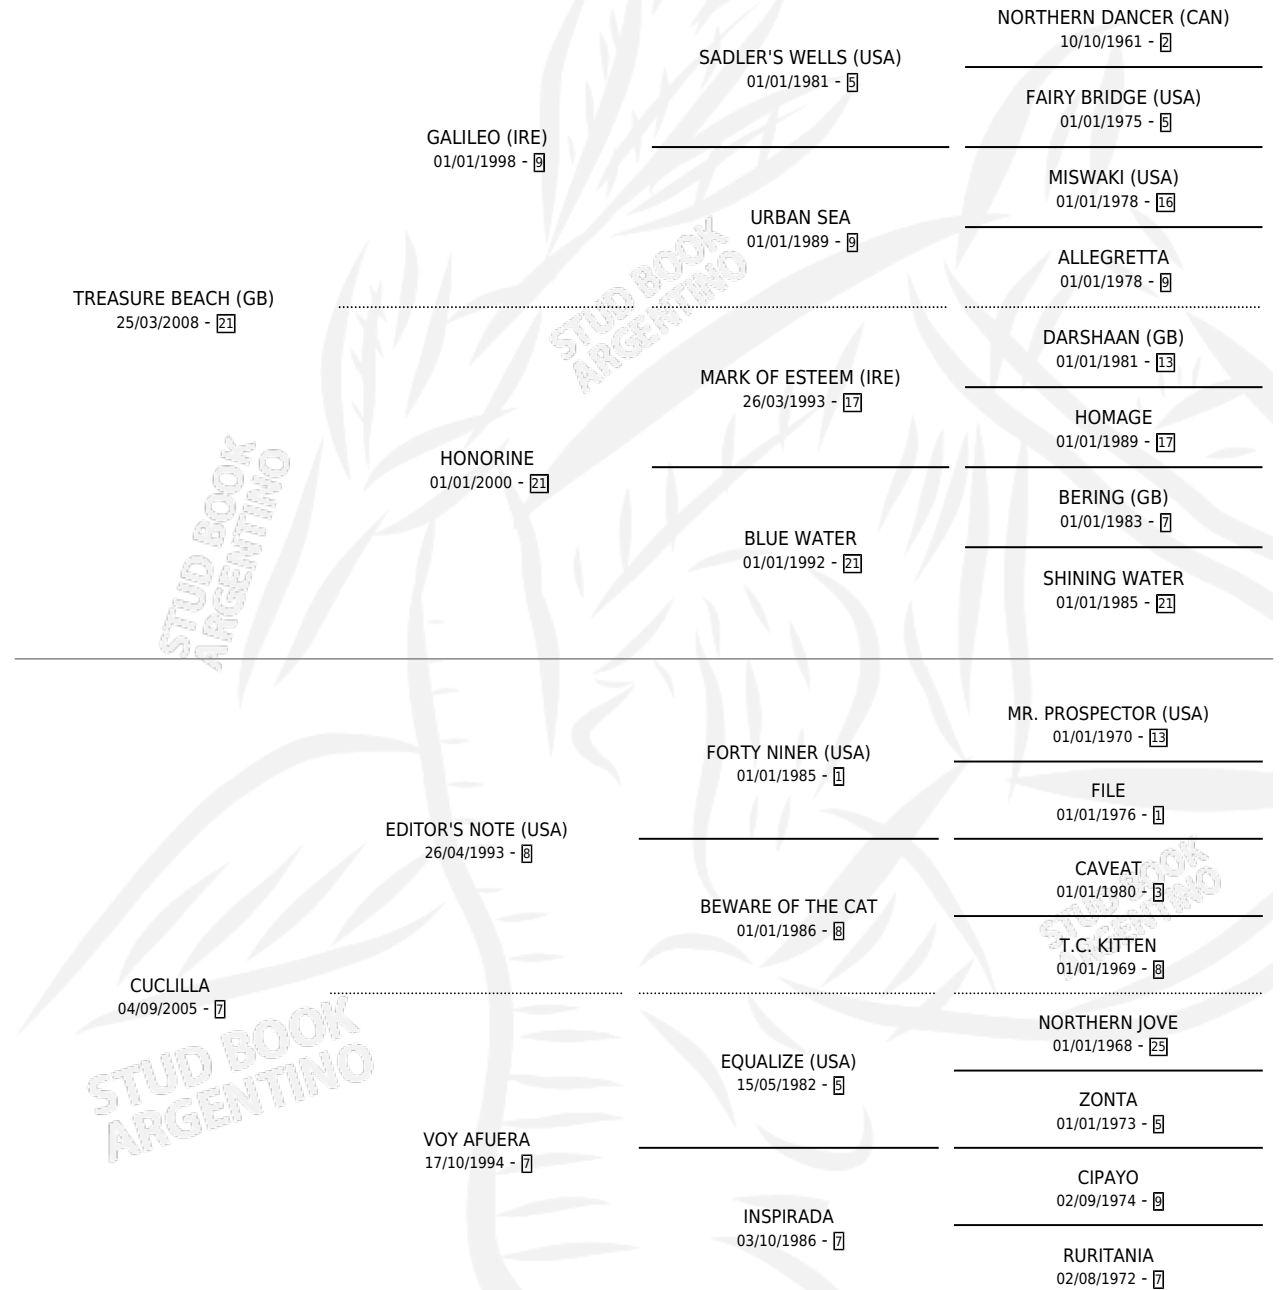 NORTHERN DANCER (CAN)
10/10/1961 - 2
SADLER'S WELLS (USA)
01/01/1981 - 5
FAIRY BRIDGE (USA)
01/01/1975 - 5
GALILEO (IRE)
01/01/1998 - 9
MISWAKI (USA)
01/01/1978 - 16
URBAN SEA
01/01/1989 - 9
ALLEGRETTA
01/01/1978 - 9
TREASURE BEACH (GB)
25/03/2008 - 21
STUD BOOK
ARGENTINO
DARSHAAN (GB)
01/01/1981 - 13
MARK OF ESTEEM (IRE)
26/03/1993 - 17
HOMAGE
01/01/1989 - 17
HONORINE
01/01/2000 - 21
BERING (GB)
01/01/1983 - 7
BLUE WATER
01/01/1992 - 21
SHINING WATER
01/01/1985 - 21
STUD BOOK
ARGENTINO
MR. PROSPECTOR (USA)
01/01/1970 - 13
FORTY NINER (USA)
01/01/1985 - 1
FILE
01/01/1976 - 1
EDITOR'S NOTE (USA)
26/04/1993 - 8
CAVEAT
01/01/1980 - 3
BEWARE OF THE CAT
01/01/1986 - 8
T.C. KITTEN
01/01/1969 - 8
STUD BOOK
ARGENTINO
CUCLILLA
04/09/2005 - 7
NORTHERN JOVE
01/01/1968 - 25
EQUALIZE (USA)
15/05/1982 - 5
ZONTA
01/01/1973 - 5
STUD BOOK
ARGENTINO
VOY AFUERA
17/10/1994 - 7
CIPAYO
02/09/1974 - 9
INSPIRADA
03/10/1986 - 7
RURITANIA
02/08/1972 - 7